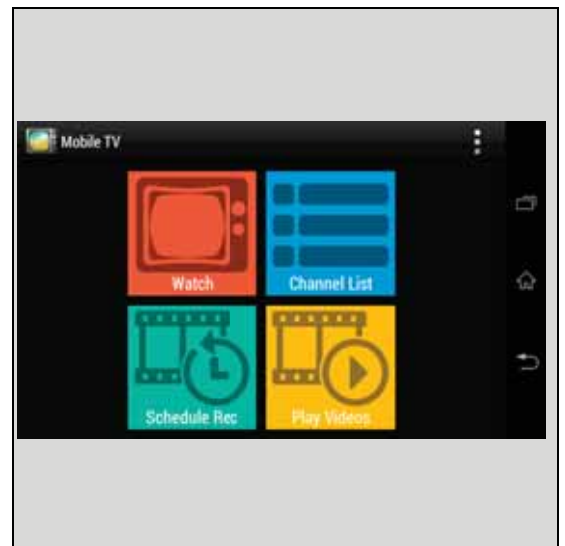 Mobile TV
Watch
Channel List
Schedule Rec
Play Videos